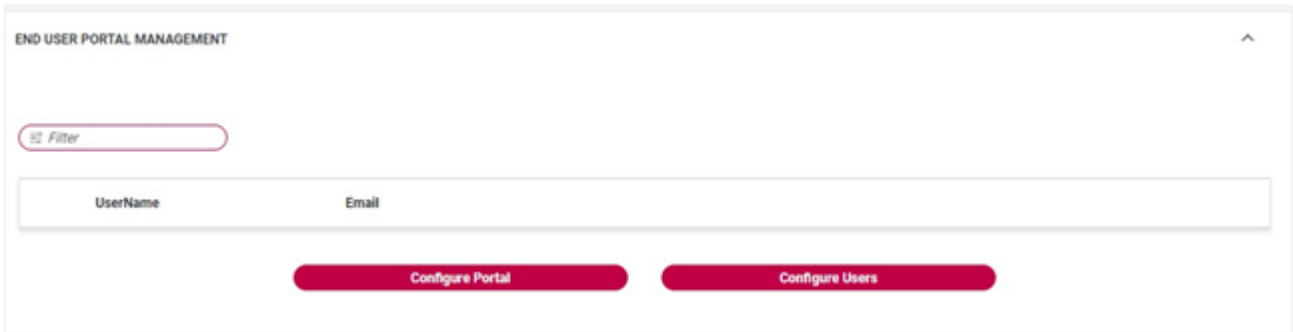 END USER PORTAL MANAGEMENT
Filter
UserName Email
Configure Portal Configure Users